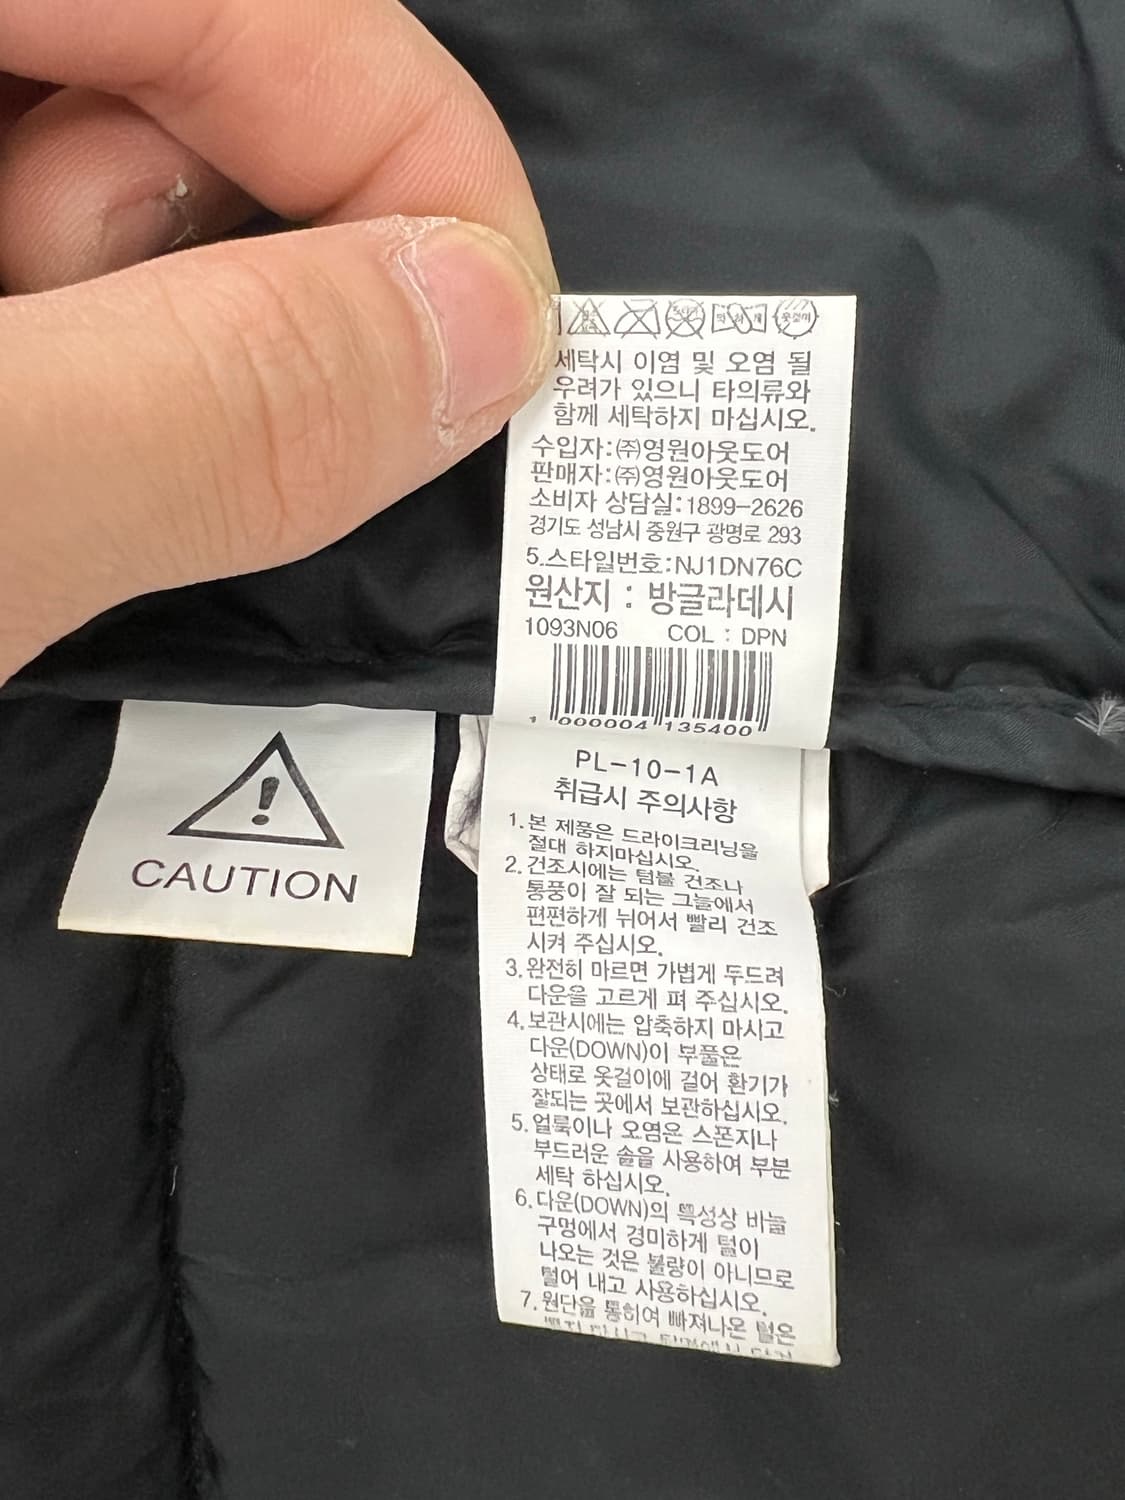 옷걸이
세탁시 이염 및 오염 될
우려가 있으니 타의류와
함께 세탁하지 마십시오.
수입자:㈜영원아웃도어
판매자:㈜영원아웃도어
소비자 상담실:1899-2626
경기도 성남시 중원구 광명로 293
5.스타일번호:NJ1DN76C
원산지 : 방글라데시
1093N06 COL : DPN
1 000004 135400
CAUTION
PL-10-1A
취급시 주의사항
1.본 제품은 드라이크리닝을
절대 하지마십시오.
2.건조시에는 텀블 건조나
통풍이 잘 되는 그늘에서
편편하게 뉘어서 빨리 건조
시켜 주십시오.
3.완전히 마르면 가볍게 두드려
다운을 고르게 펴 주십시오.
4.보관시에는 압축하지 마시고
다운(DOWN)이 부풀은
상태로 옷걸이에 걸어 환기가
잘되는 곳에서 보관하십시오.
5.얼룩이나 오염은 스폰지나
부드러운 솔을 사용하여 부분
세탁 하십시오.
6.다운(DOWN)의 특성상 바늘
구멍에서 경미하게 털이
나오는 것은 불량이 아니므로
털어 내고 사용하십시오.
7.원단을 통하여 빠져나온 털은